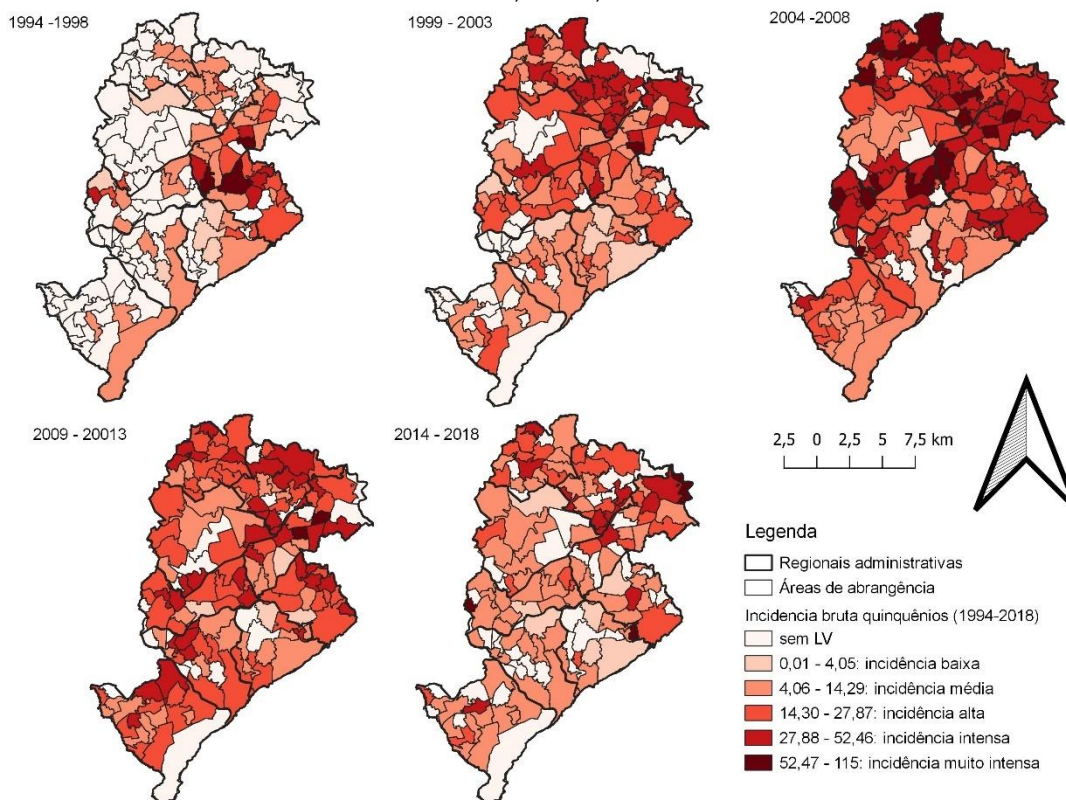 1994 -1998
1999 - 2003
2004 -2008
2009 - 20013
2014 - 2018
2,5 0 2,5 5 7,5 km
Legenda
Regionais administrativas
Áreas de abrangência
Incidencia bruta quinquênios (1994-2018)
sem LV
0,01 - 4,05: incidência baixa
4,06 - 14,29: incidência média
14,30 - 27,87: incidência alta
27,88 - 52,46: incidência intensa
52,47 - 115: incidência muito intensa